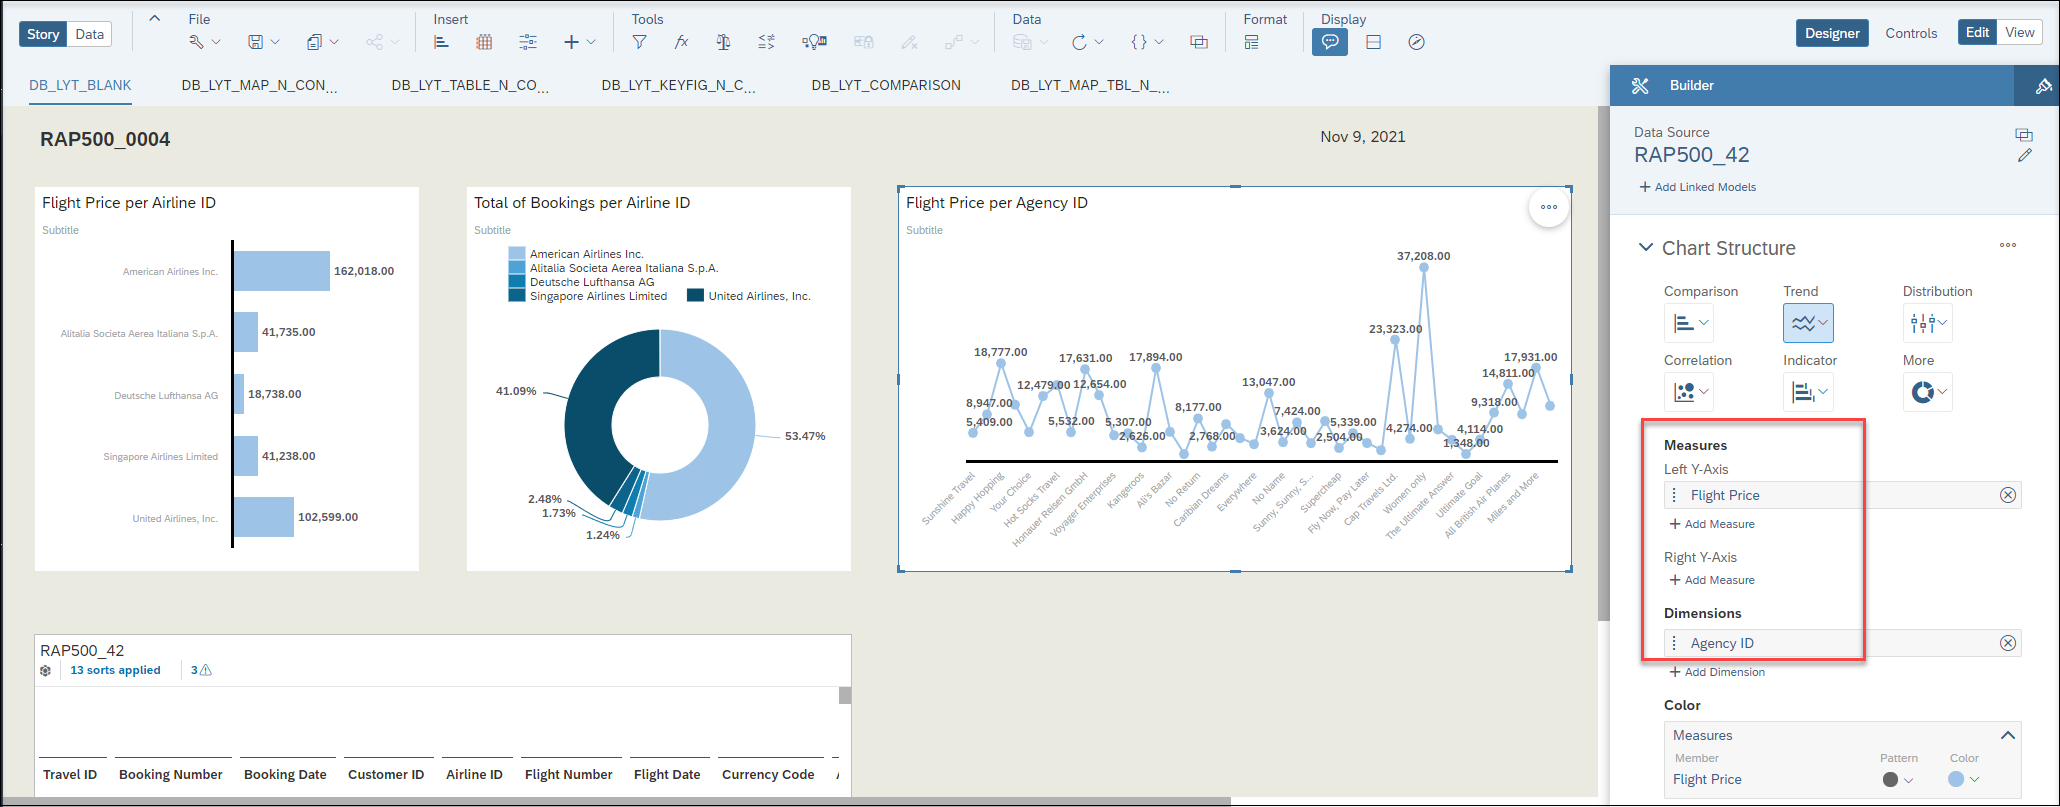 Story Data
File
Insert
Tools
Data
Format
Display
Designer Controls Edit View
DB_LYT_BLANK
DB_LYT_MAP_N_CON...
DB_LYT_TABLE_N_CO...
DB_LYT_KEYFIG_N_C...
DB_LYT_COMPARISON
DB_LYT_MAP_TBL_N_...
RAP500_0004
Nov 9, 2021
Flight Price per Airline ID
Subtitle
American Airlines Inc. 162,018.00
Alitalia Societa Aerea Italiana S.p.A. 41,735.00
Deutsche Lufthansa AG 18,738.00
Singapore Airlines Limited 41,238.00
United Airlines, Inc. 102,599.00
Total of Bookings per Airline ID
Subtitle
American Airlines Inc.
Alitalia Societa Aerea Italiana S.p.A.
Deutsche Lufthansa AG
Singapore Airlines Limited United Airlines, Inc.
41.09%
53.47%
2.48%
1.73%
1.24%
Flight Price per Agency ID
Subtitle
37,208.00
23,323.00
18,777.00 17,631.00 17,894.00 17,931.00
14,811.00
12,479.00 12,654.00 13,047.00
8,947.00 8,177.00 7,424.00 9,318.00
5,409.00 5,532.00 5,307.00 5,339.00 4,274.00 4,114.00
2,626.00 2,768.00 3,624.00 2,504.00 1,348.00
Sunshine Travel
Happy Hopping
Your Choice
Hot Socks Travel
Honauer Reisen GmbH
Voyager Enterprises
Kangeroos
Ali's Bazar
No Return
Caribian Dreams
Everywhere
No Name
Sunny, Sunny, S...
Supercheap
Fly Now, Pay Later
Cap Travels Ltd.
Women only
The Ultimate Answer
Ultimate Goal
All British Air Planes
Miles and More
RAP500_42
13 sorts applied 3
Travel ID Booking Number Booking Date Customer ID Airline ID Flight Number Flight Date Currency Code
Builder
Data Source
RAP500_42
+ Add Linked Models
Chart Structure
Comparison Trend Distribution
Correlation Indicator More
Measures
Left Y-Axis
Flight Price
+ Add Measure
Right Y-Axis
+ Add Measure
Dimensions
Agency ID
+ Add Dimension
Color
Measures
Member Pattern Color
Flight Price